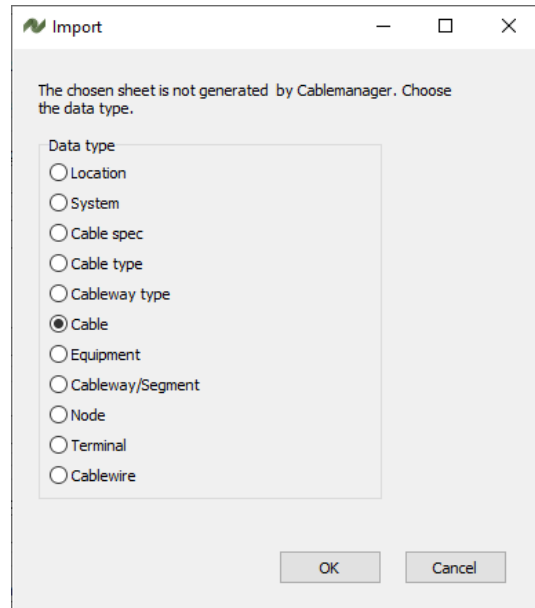 Import
The chosen sheet is not generated by Cablemanager. Choose
the data type.
Data type
Location
System
Cable spec
Cable type
Cableway type
Cable
Equipment
Cableway/Segment
Node
Terminal
Cablewire
OK Cancel